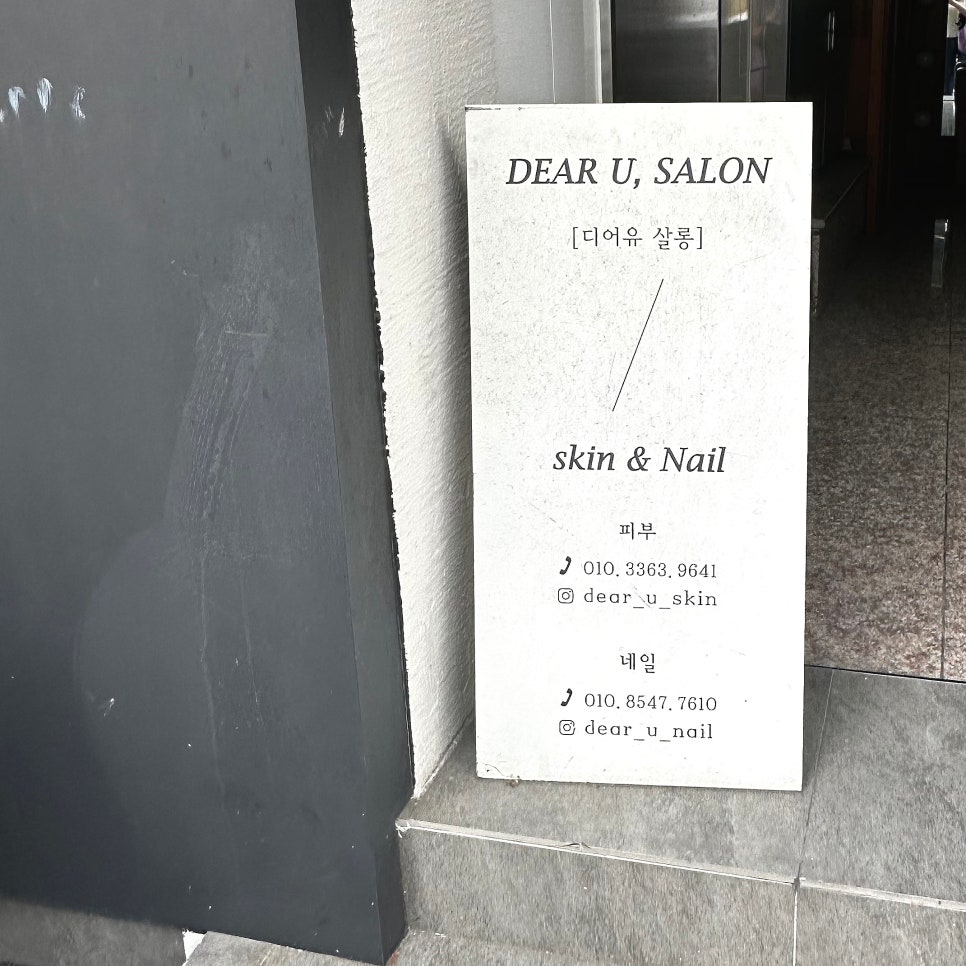 DEAR U, SALON
[디어유 살롱]
skin & Nail
피부
010. 3363. 9641
dear_u_skin
네일
010. 8547. 7610
dear_u_nail